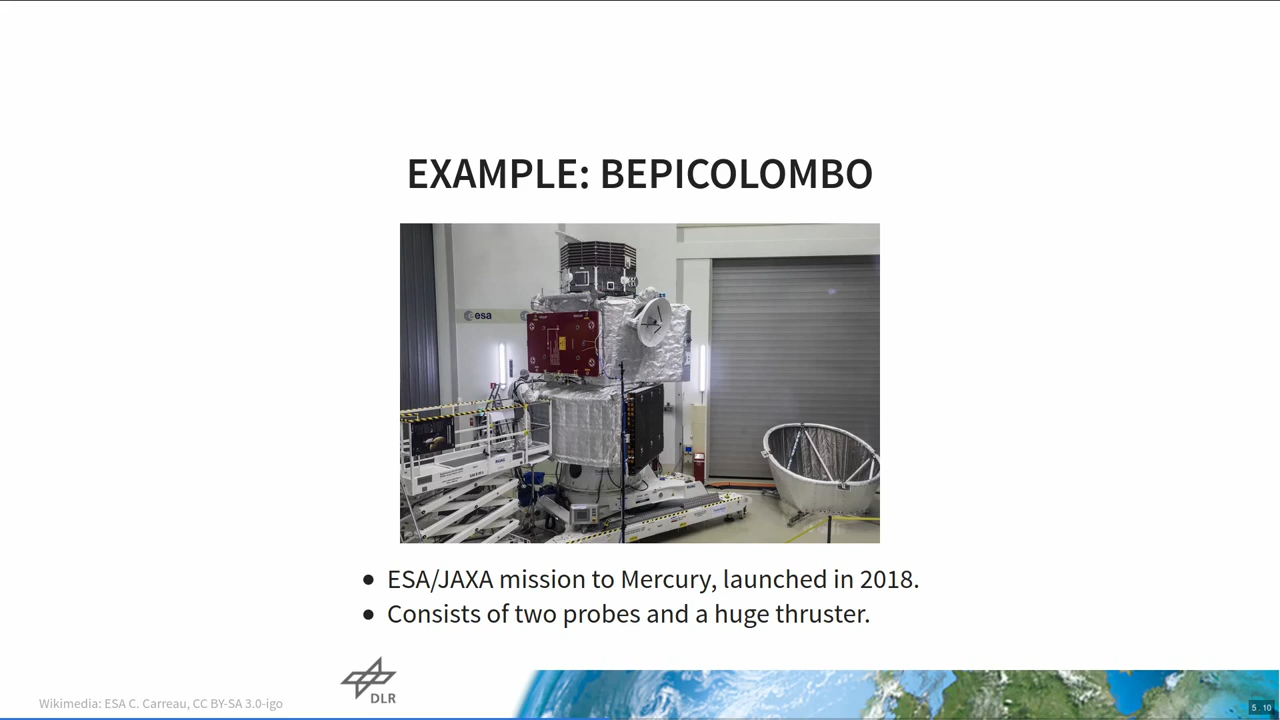 EXAMPLE: BEPICOLOMBO
esa
• ESA/JAXA mission to Mercury, launched in 2018.
• Consists of two probes and a huge thruster.
DLR
Wikimedia: ESA C. Carreau, CC BY-SA 3.0-igo
5 . 10